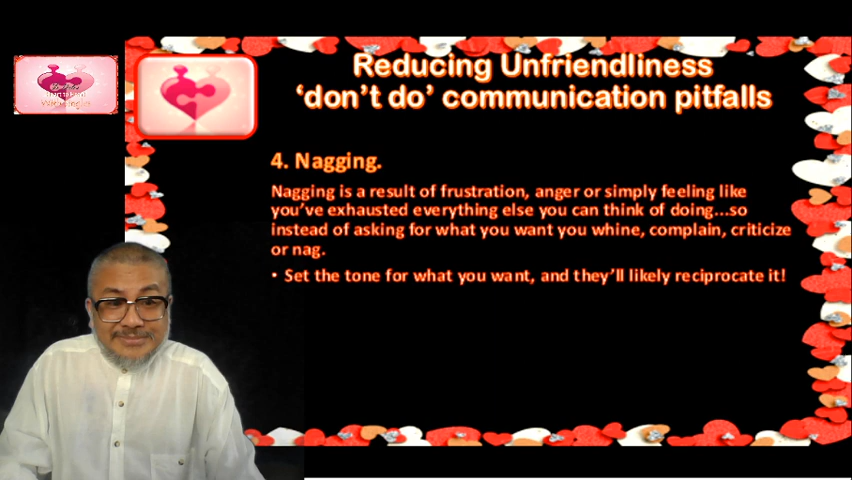 Reducing Unfriendliness
‘don’t do’ communication pitfalls
4. Nagging.
Nagging is a result of frustration, anger or simply feeling like
you’ve exhausted everything else you can think of doing...so
instead of asking for what you want you whine, complain, criticize
or nag.
• Set the tone for what you want, and they’ll likely reciprocate it!